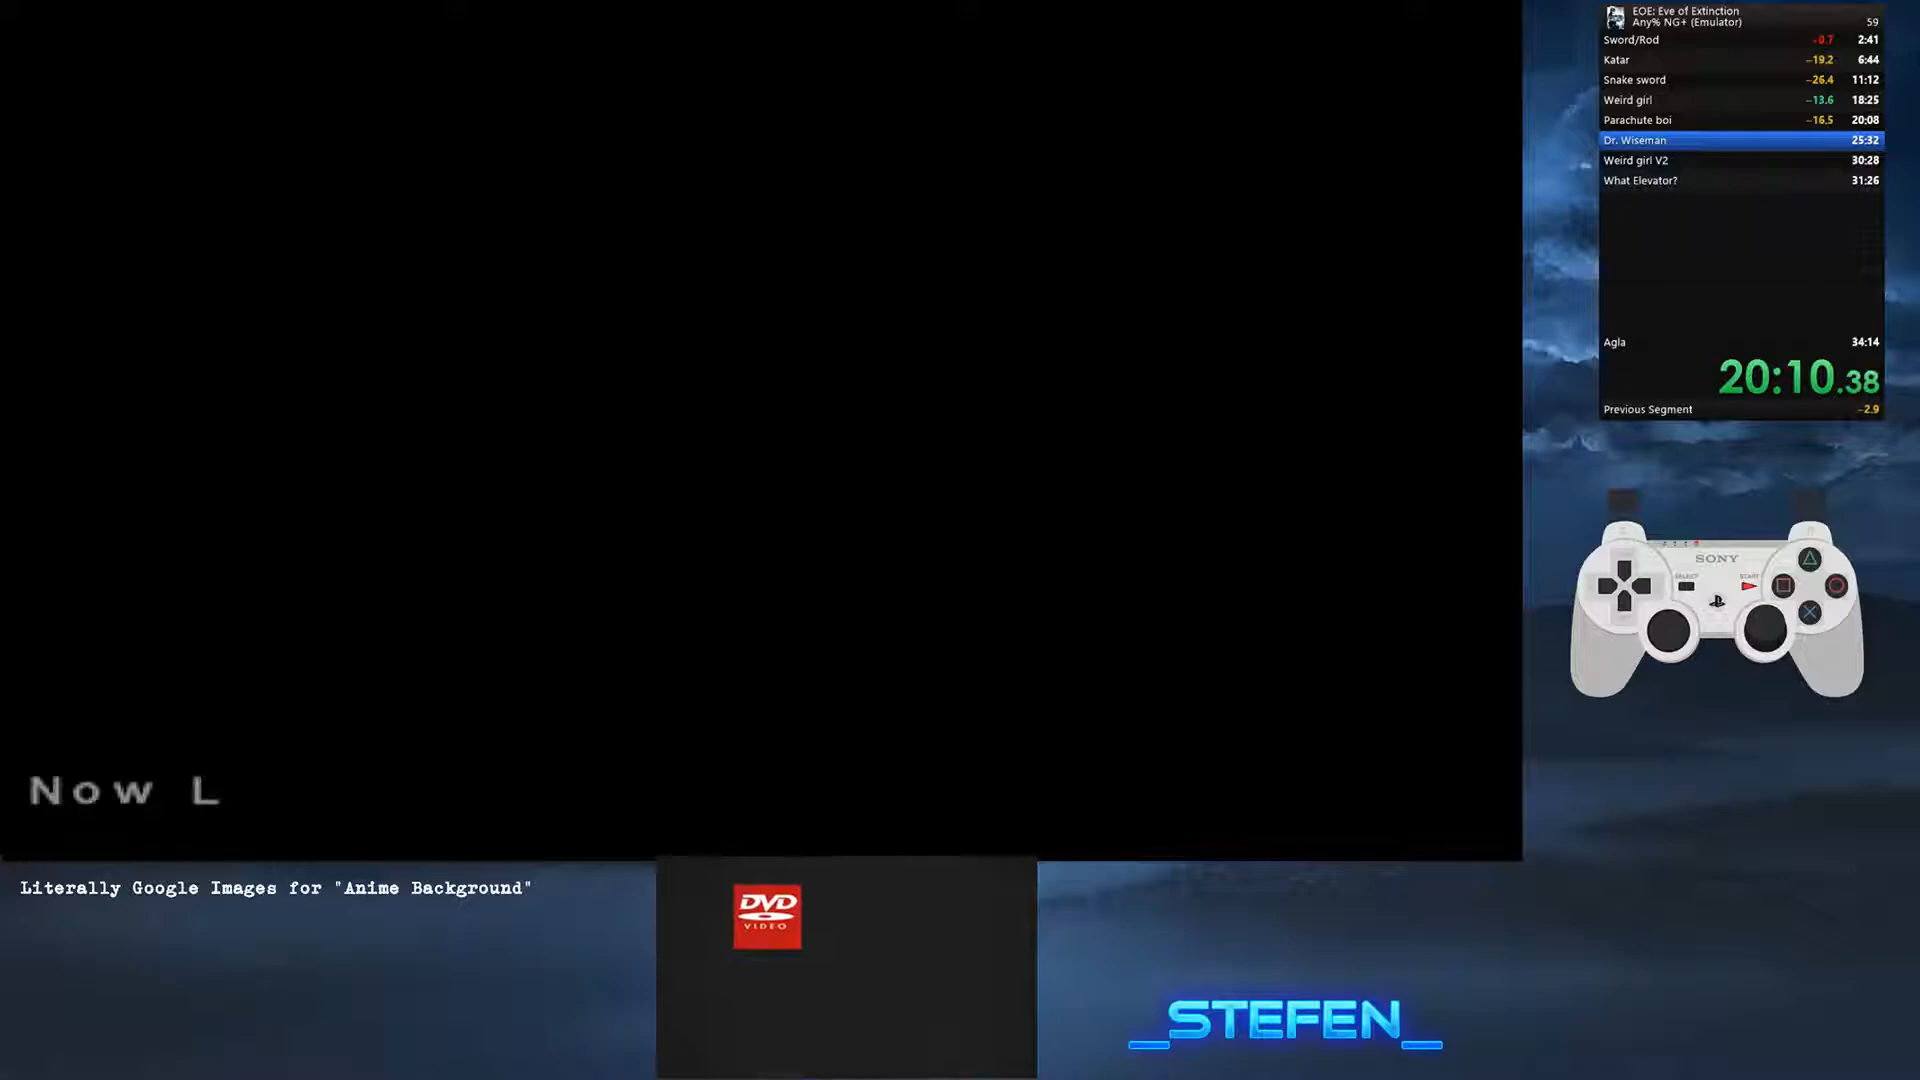 EOE: Eve of Extinction
Any% NG+ (Emulator) 59
Sword/Rod +0.7 2:41
Katar −19.2 6:44
Snake sword −26.4 11:12
Weird girl −13.6 18:25
Parachute boi −16.5 20:08
Dr. Wiseman 25:32
Weird girl V2 30:28
What Elevator? 31:26
Agla 34:14
20:10.38
Previous Segment −2.9
SONY
SELECT START
Now L
Literally Google Images for "Anime Background"
DVD
VIDEO
_STEFEN_